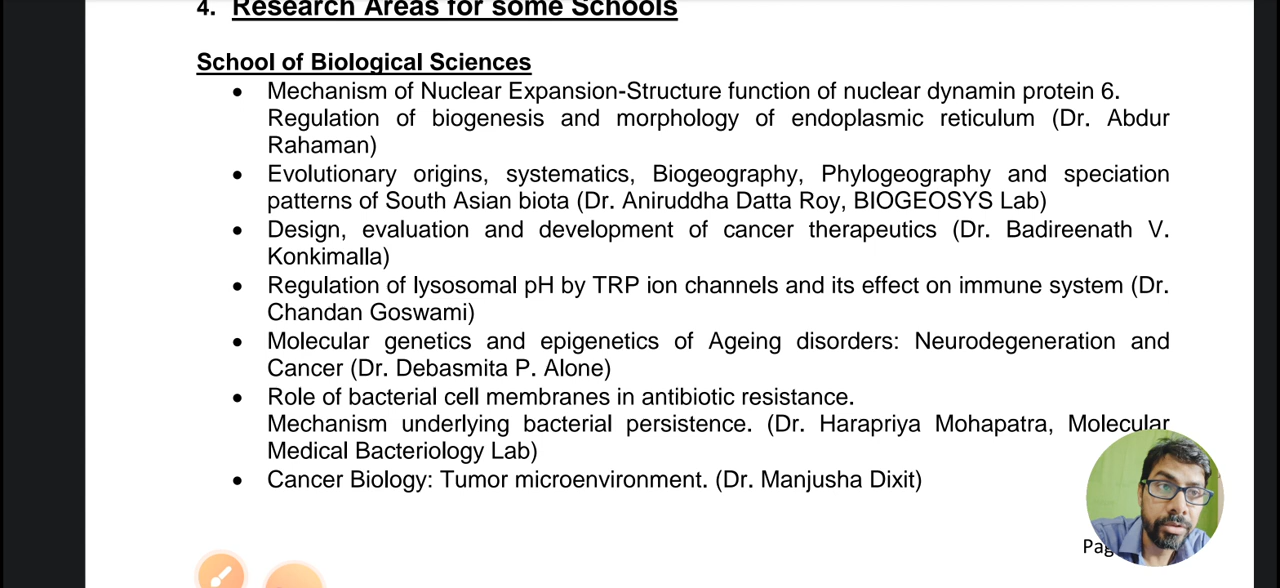 4. Research Areas for some Schools
School of Biological Sciences
• Mechanism of Nuclear Expansion-Structure function of nuclear dynamin protein 6.
Regulation of biogenesis and morphology of endoplasmic reticulum (Dr. Abdur
Rahaman)
• Evolutionary origins, systematics, Biogeography, Phylogeography and speciation
patterns of South Asian biota (Dr. Aniruddha Datta Roy, BIOGEOSYS Lab)
• Design, evaluation and development of cancer therapeutics (Dr. Badireenath V.
Konkimalla)
• Regulation of lysosomal pH by TRP ion channels and its effect on immune system (Dr.
Chandan Goswami)
• Molecular genetics and epigenetics of Ageing disorders: Neurodegeneration and
Cancer (Dr. Debasmita P. Alone)
• Role of bacterial cell membranes in antibiotic resistance.
Mechanism underlying bacterial persistence. (Dr. Harapriya Mohapatra, Molecular
Medical Bacteriology Lab)
• Cancer Biology: Tumor microenvironment. (Dr. Manjusha Dixit)